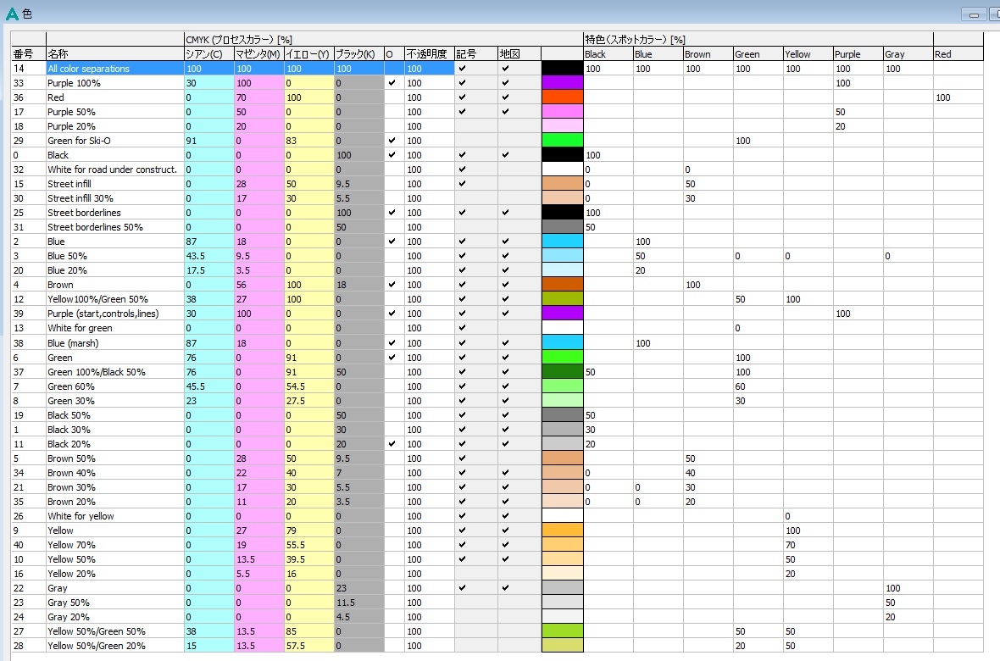 A 色
CMYK (プロセスカラー) [%] 特色(スポットカラー) [%]
番号 名称 シアン(C) マゼンタ(M) イエロー(Y) ブラック(K) O 不透明度 記号 地図 Black Blue Brown Green Yellow Purple Gray Red
14 All color separations 100 100 100 100 100 ✓ ✓ 100 100 100 100 100 100 100
33 Purple 100% 30 100 0 0 ✓ 100 ✓ ✓ 100
36 Red 0 70 100 0 100 ✓ ✓ 100
17 Purple 50% 0 50 0 0 100 ✓ ✓ 50
18 Purple 20% 0 20 0 0 100 20
29 Green for Ski-O 91 0 83 0 ✓ 100 100
0 Black 0 0 0 100 ✓ 100 ✓ ✓ 100
32 White for road under construct. 0 0 0 0 100 ✓ 0 0
15 Street infill 0 28 50 9.5 100 ✓ 0 50
30 Street infill 30% 0 17 30 5.5 100 0 30
25 Street borderlines 0 0 0 100 ✓ 100 ✓ ✓ 100
31 Street borderlines 50% 0 0 0 50 100 50
2 Blue 87 18 0 0 ✓ 100 ✓ ✓ 100
3 Blue 50% 43.5 9.5 0 0 100 ✓ ✓ 50 0 0 0
20 Blue 20% 17.5 3.5 0 0 100 ✓ ✓ 20
4 Brown 0 56 100 18 ✓ 100 ✓ ✓ 100
12 Yellow100%/Green 50% 38 27 100 0 100 ✓ ✓ 50 100
39 Purple (start,controls,lines) 30 100 0 0 ✓ 100 ✓ ✓ 100
13 White for green 0 0 0 0 100 ✓ 0
38 Blue (marsh) 87 18 0 0 ✓ 100 ✓ ✓ 100
6 Green 76 0 91 0 ✓ 100 ✓ ✓ 100
37 Green 100%/Black 50% 76 0 91 50 100 ✓ ✓ 50 100
7 Green 60% 45.5 0 54.5 0 100 ✓ ✓ 60
8 Green 30% 23 0 27.5 0 100 ✓ ✓ 30
19 Black 50% 0 0 0 50 100 ✓ ✓ 50
1 Black 30% 0 0 0 30 100 ✓ ✓ 30
11 Black 20% 0 0 0 20 ✓ 100 ✓ ✓ 20
5 Brown 50% 0 28 50 9.5 100 ✓ 50
34 Brown 40% 0 22 40 7 100 ✓ ✓ 0 40
21 Brown 30% 0 17 30 5.5 100 ✓ ✓ 0 0 30
35 Brown 20% 0 11 20 3.5 100 ✓ ✓ 0 0 20
26 White for yellow 0 0 0 0 100 ✓ ✓ 0
9 Yellow 0 27 79 0 100 ✓ ✓ 100
40 Yellow 70% 0 19 55.5 0 100 ✓ ✓ 70
10 Yellow 50% 0 13.5 39.5 0 100 ✓ ✓ 50
16 Yellow 20% 0 5.5 16 0 100 20
22 Gray 0 0 0 23 100 ✓ ✓ 100
23 Gray 50% 0 0 0 11.5 100 50
24 Gray 20% 0 0 0 4.5 100 20
27 Yellow 50%/Green 50% 38 13.5 85 0 100 50 50
28 Yellow 50%/Green 20% 15 13.5 57.5 0 100 20 50